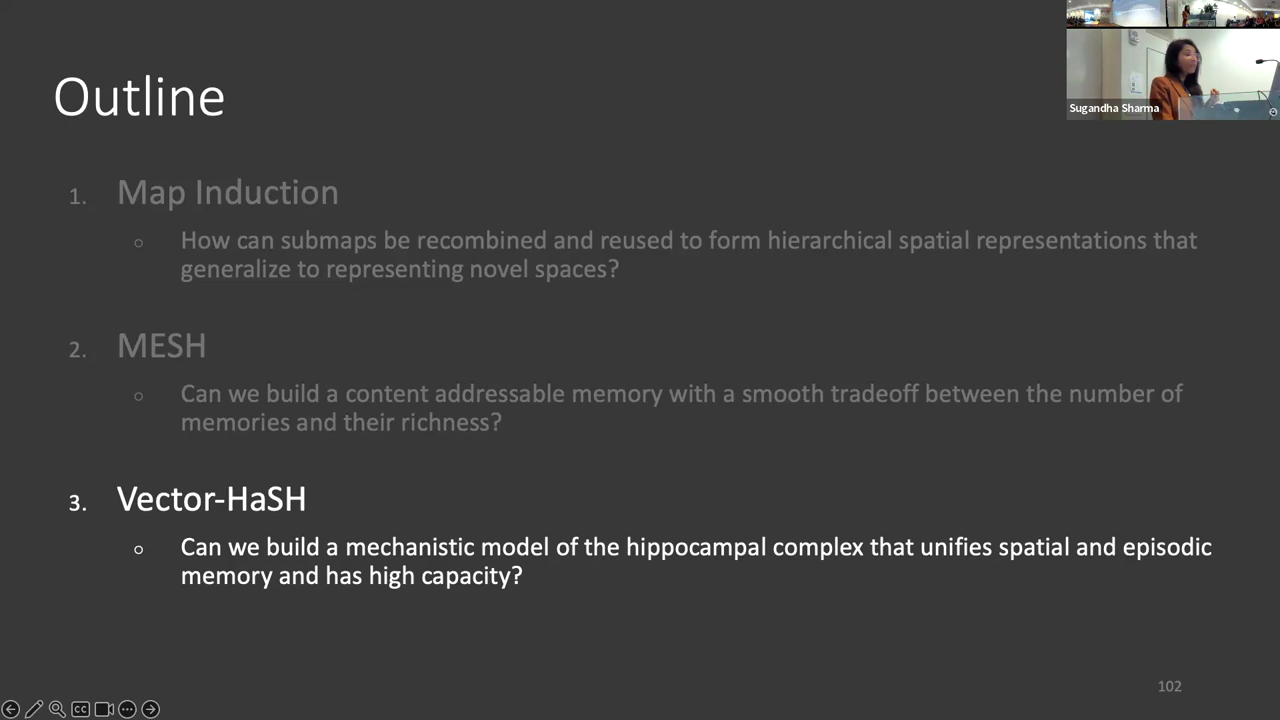 Outline
Sugandha Sharma
1. Map Induction
○ How can submaps be recombined and reused to form hierarchical spatial representations that
generalize to representing novel spaces?
2. MESH
○ Can we build a content addressable memory with a smooth tradeoff between the number of
memories and their richness?
3. Vector-HaSH
○ Can we build a mechanistic model of the hippocampal complex that unifies spatial and episodic
memory and has high capacity?
102
CC